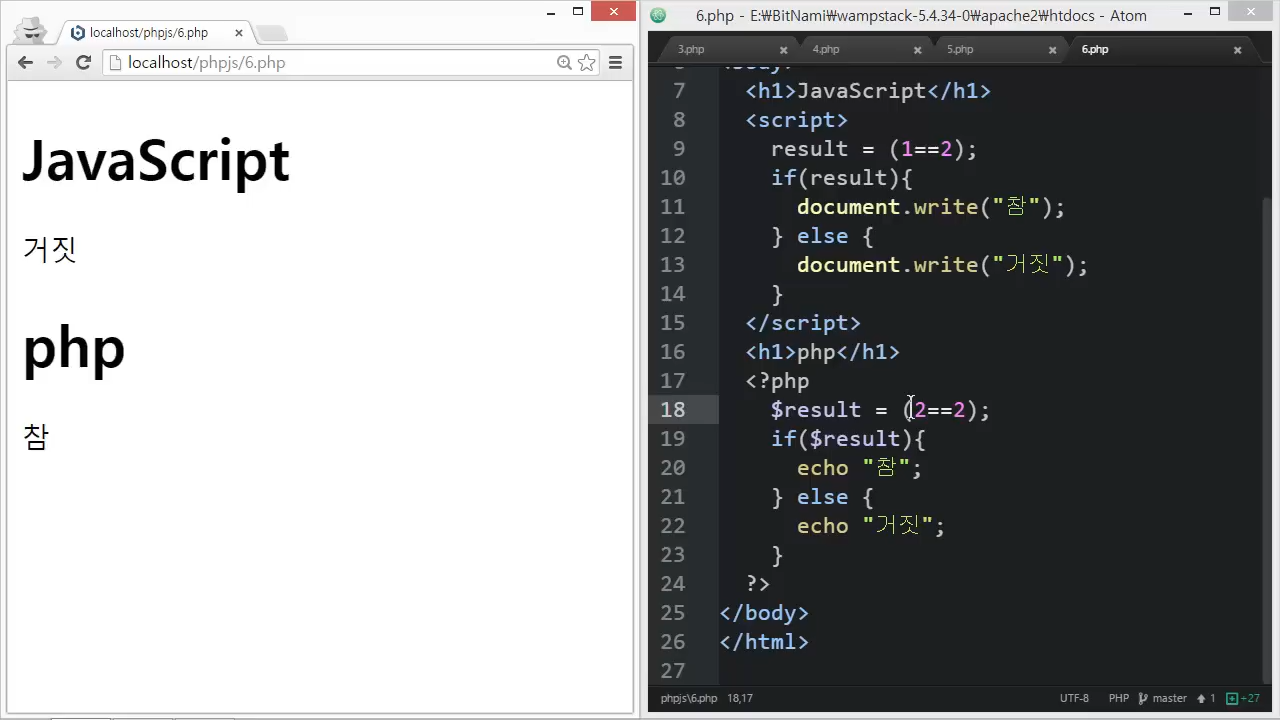 localhost/phpjs/6.php
localhost/phpjs/6.php
JavaScript
거짓
php
참
6.php - E:₩BitNami₩wampstack-5.4.34-0₩apache2₩htdocs - Atom
3.php
4.php
5.php
6.php
6 <body>
7 <h1>JavaScript</h1>
8 <script>
9 result = (1==2);
10 if(result){
11 document.write("참");
12 } else {
13 document.write("거짓");
14 }
15 </script>
16 <h1>php</h1>
17 <?php
18 $result = (2==2);
19 if($result){
20 echo "참";
21 } else {
22 echo "거짓";
23 }
24 ?>
25 </body>
26 </html>
27
phpjs\6.php 18,17 UTF-8 PHP master 1 +27